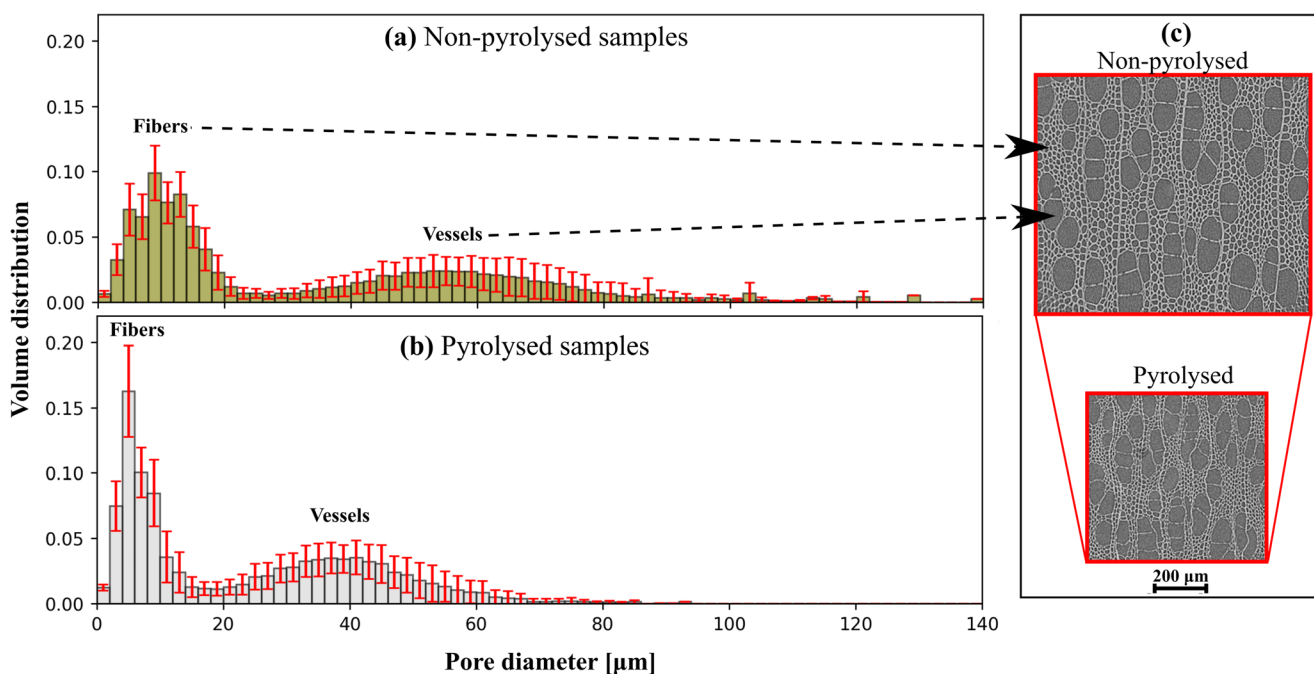 (a) Non-pyrolysed samples
Fibers
Vessels
0.20
0.15
0.10
0.05
0.00
Volume distribution
(b) Pyrolysed samples
Fibers
Vessels
0.20
0.15
0.10
0.05
0.00
0 20 40 60 80 100 120 140
Pore diameter [μm]
(c)
Non-pyrolysed
Pyrolysed
200 μm